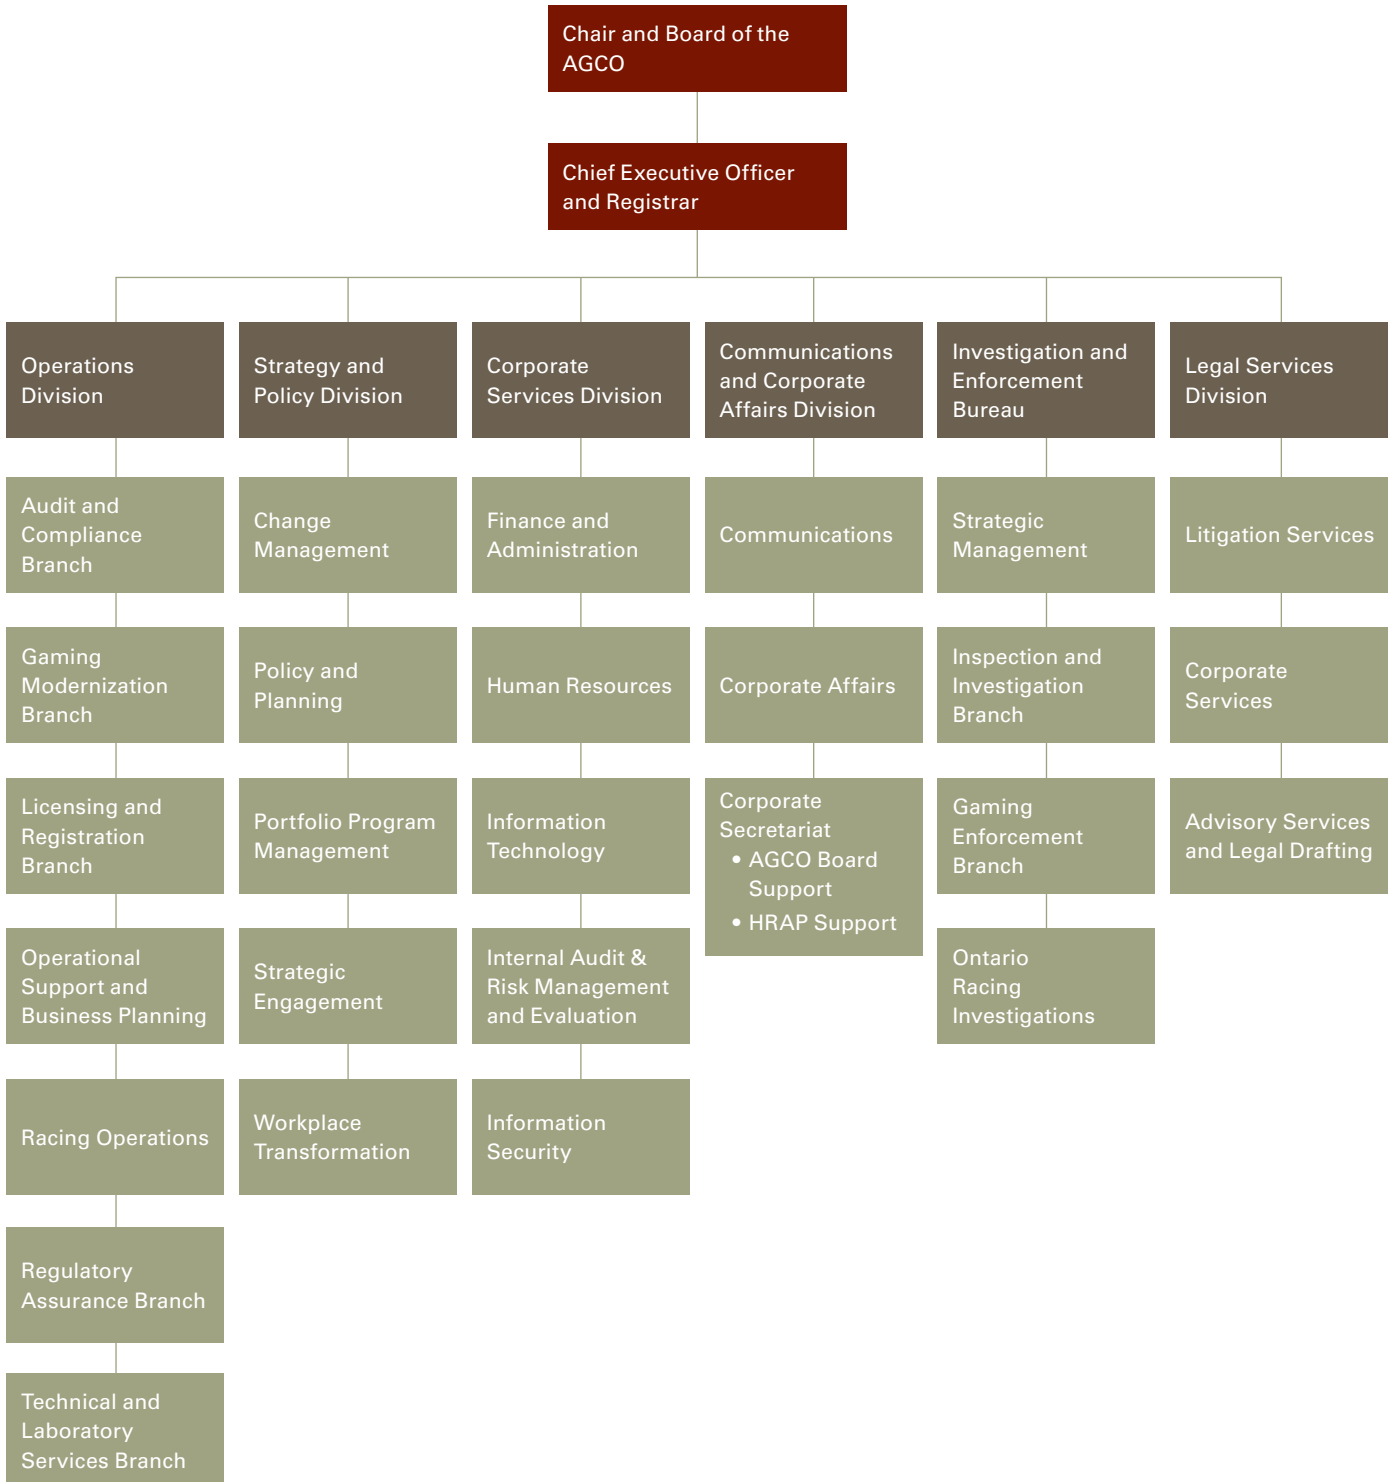 Chair and Board of the
AGCO
Chief Executive Officer
and Registrar
Operations
Division
Strategy and
Policy Division
Corporate
Services Division
Communications
and Corporate
Affairs Division
Investigation and
Enforcement
Bureau
Legal Services
Division
Audit and
Compliance
Branch
Change
Management
Finance and
Administration
Communications
Strategic
Management
Litigation Services
Gaming
Modernization
Branch
Policy and
Planning
Human Resources
Corporate Affairs
Inspection and
Investigation
Branch
Corporate
Services
Licensing and
Registration
Branch
Portfolio Program
Management
Information
Technology
Corporate
Secretariat
• AGCO Board
Support
• HRAP Support
Gaming
Enforcement
Branch
Advisory Services
and Legal Drafting
Operational
Support and
Business Planning
Strategic
Engagement
Internal Audit &
Risk Management
and Evaluation
Ontario
Racing
Investigations
Racing Operations
Workplace
Transformation
Information
Security
Regulatory
Assurance Branch
Technical and
Laboratory
Services Branch